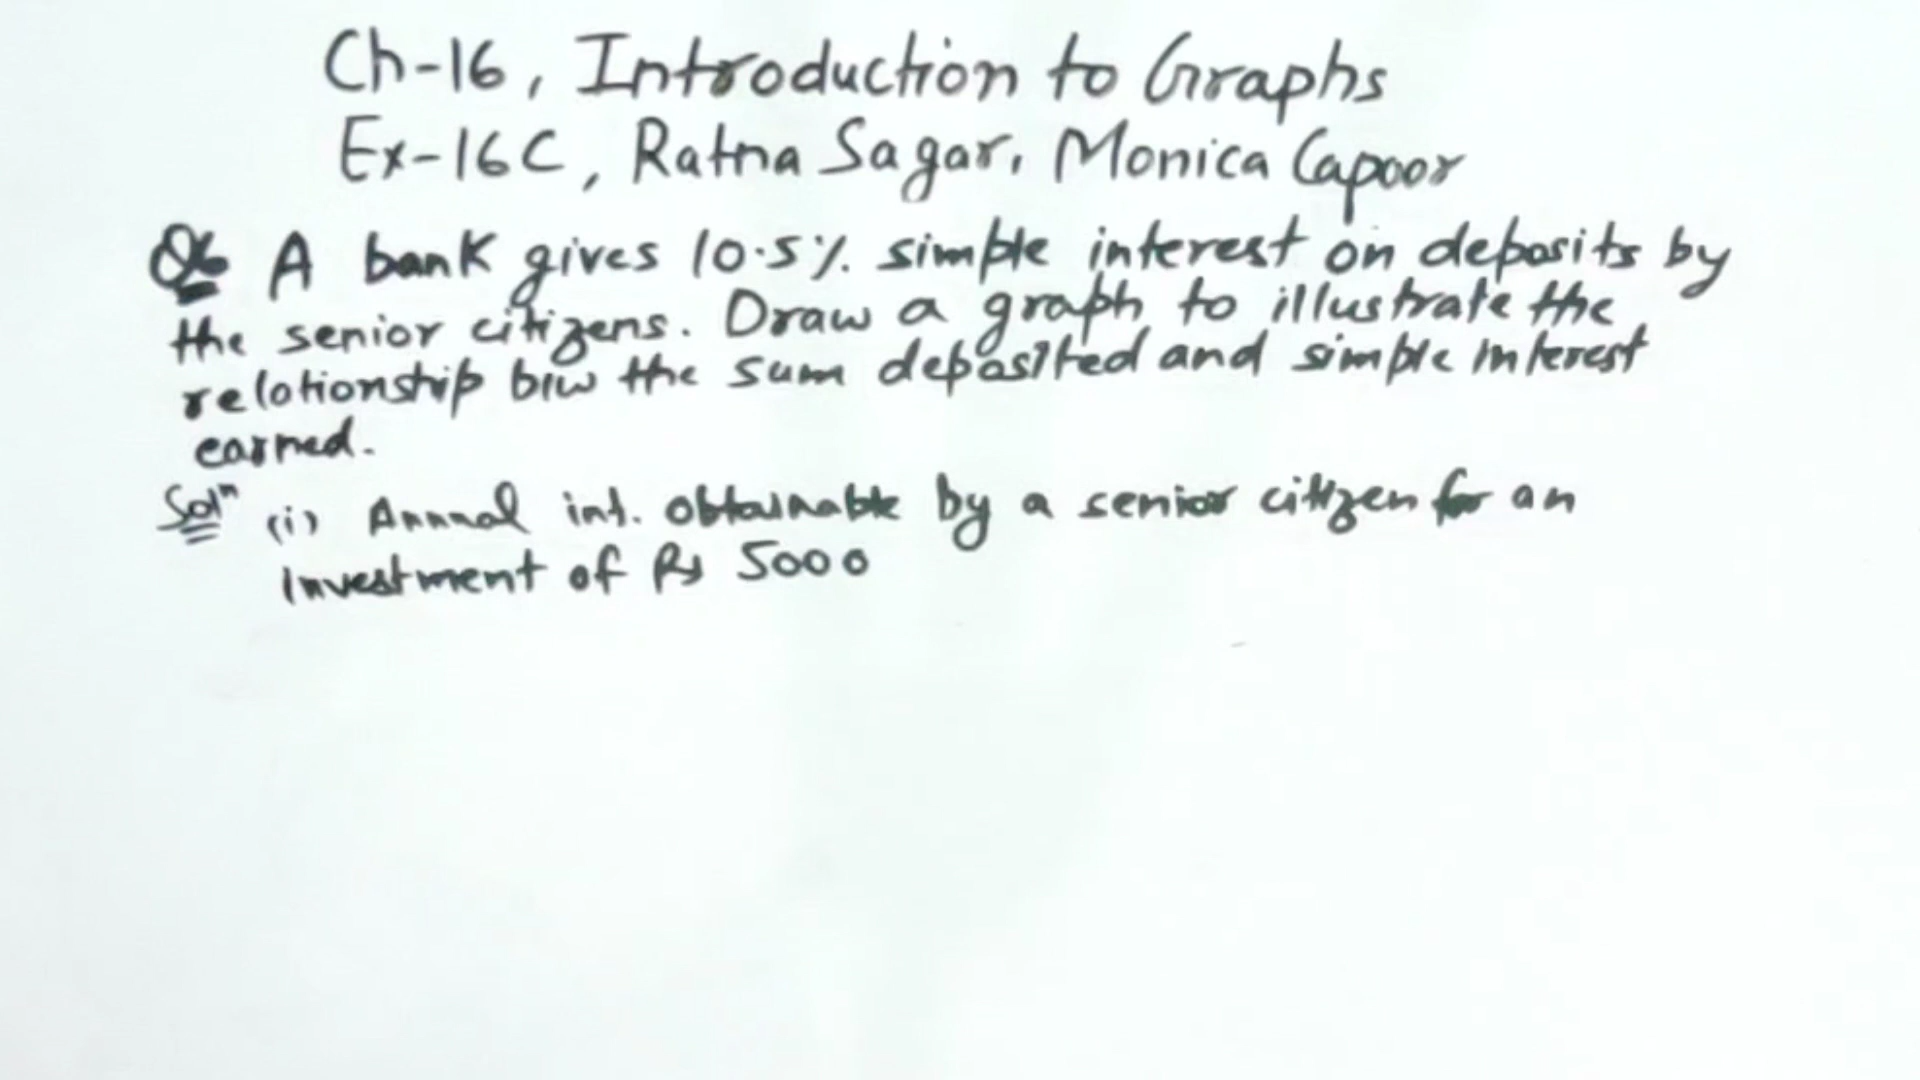 Ch-16, Introduction to Graphs
Ex-16C, Ratna Sagar, Monica Capoor
Q6 A bank gives 10.5% simple interest on deposits by
the senior citizens. Draw a graph to illustrate the
relationship b/w the sum deposited and simple interest
earned.
Solⁿ (i) Annual int. obtainable by a senior citizen for an
investment of Rs 5000